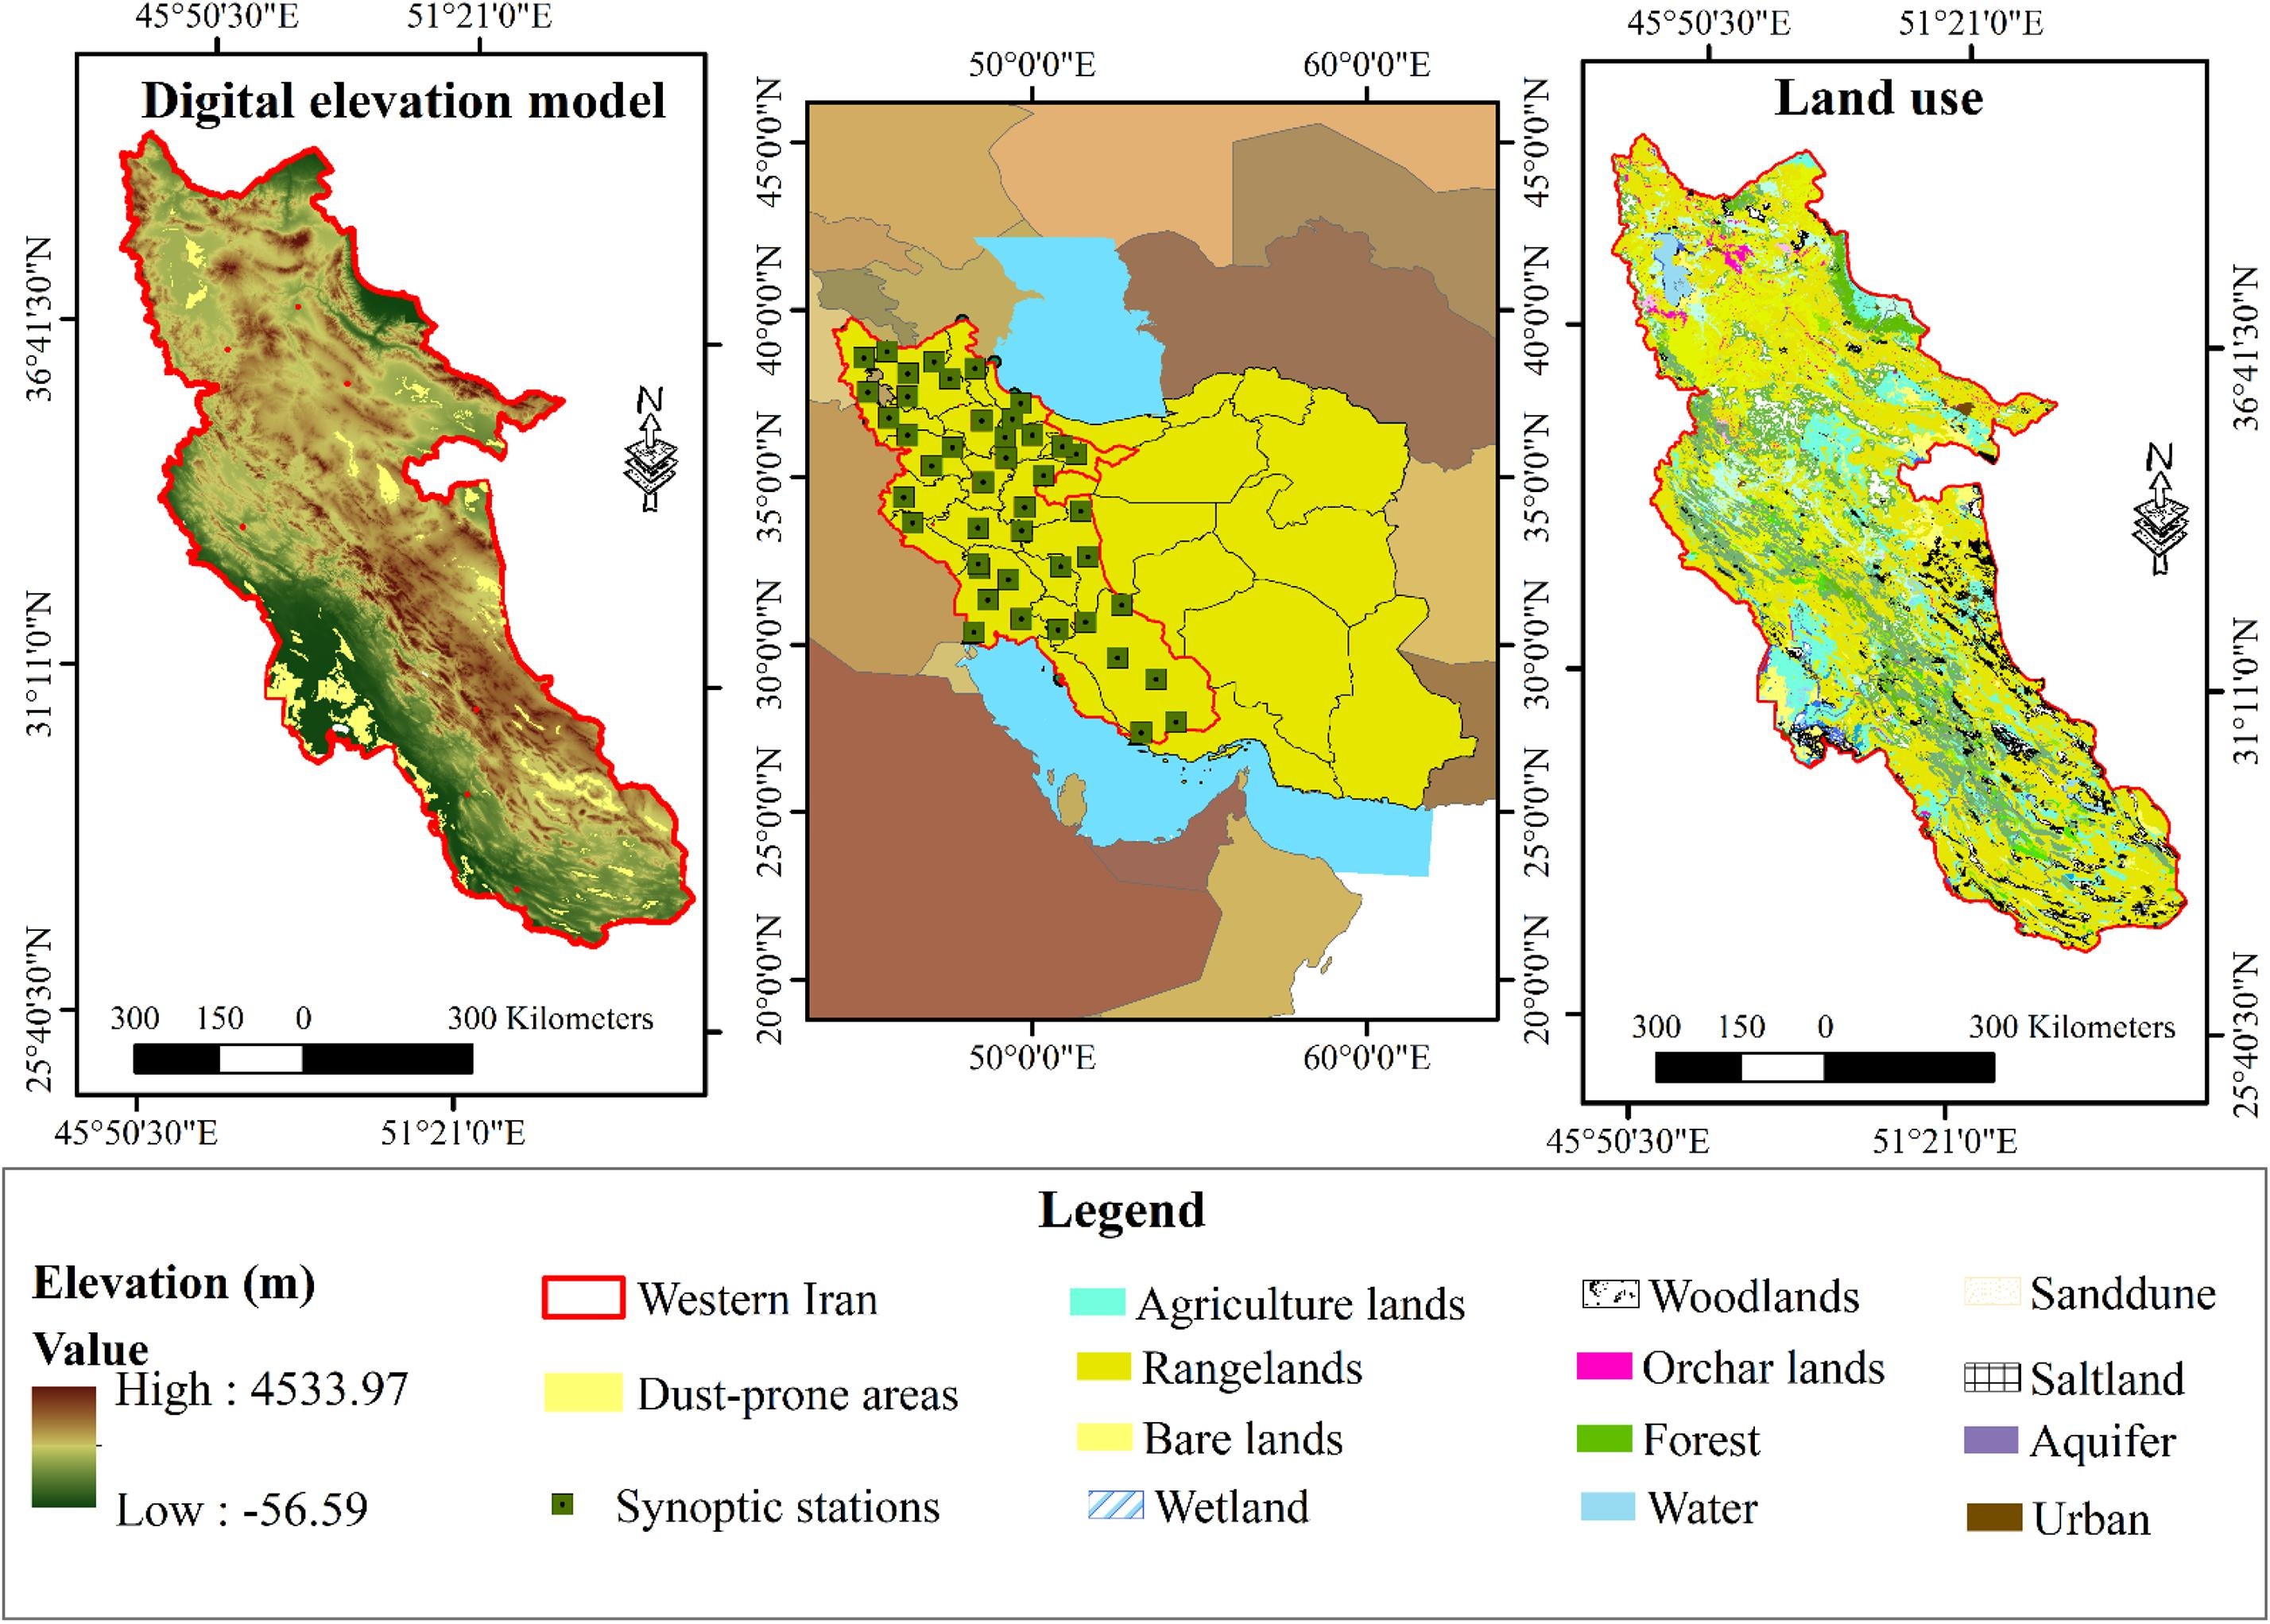 45°50'30"E 51°21'0"E
Digital elevation model
36°41'30"N
31°11'0"N
25°40'30"N
N
300 150 0 300 Kilometers
45°50'30"E 51°21'0"E
50°0'0"E 60°0'0"E
45°0'0"N
40°0'0"N
35°0'0"N
30°0'0"N
25°0'0"N
20°0'0"N
45°0'0"N
40°0'0"N
35°0'0"N
30°0'0"N
25°0'0"N
20°0'0"N
50°0'0"E 60°0'0"E
45°50'30"E 51°21'0"E
Land use
36°41'30"N
31°11'0"N
25°40'30"N
N
300 150 0 300 Kilometers
45°50'30"E 51°21'0"E
Legend
Elevation (m)
Value
High : 4533.97
Low : -56.59
Western Iran
Dust-prone areas
Synoptic stations
Agriculture lands
Rangelands
Bare lands
Wetland
Woodlands
Orchar lands
Forest
Water
Sanddune
Saltland
Aquifer
Urban